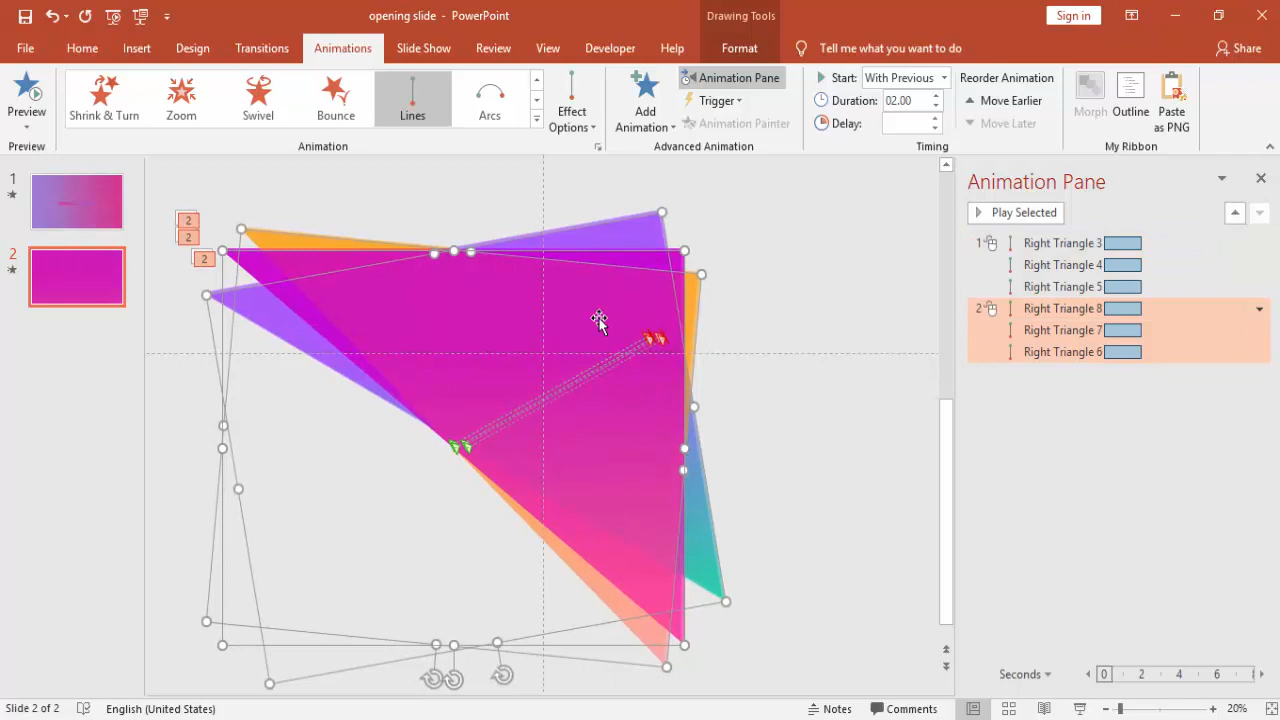 opening slide - PowerPoint
Drawing Tools
Sign in
File Home Insert Design Transitions Animations Slide Show Review View Developer Help Format Tell me what you want to do Share
Preview
Shrink & Turn Zoom Swivel Bounce Lines Arcs
Effect Options
Add Animation
Animation Pane
Trigger
Animation Painter
Start: With Previous
Duration: 02.00
Delay:
Reorder Animation
Move Earlier
Move Later
Morph Outline Paste as PNG
Preview Animation Advanced Animation Timing My Ribbon
1
2
2
2
2
Animation Pane
Play Selected
1 Right Triangle 3
Right Triangle 4
Right Triangle 5
2 Right Triangle 8
Right Triangle 7
Right Triangle 6
Seconds 0 2 4 6
Slide 2 of 2 English (United States) Notes Comments 20%